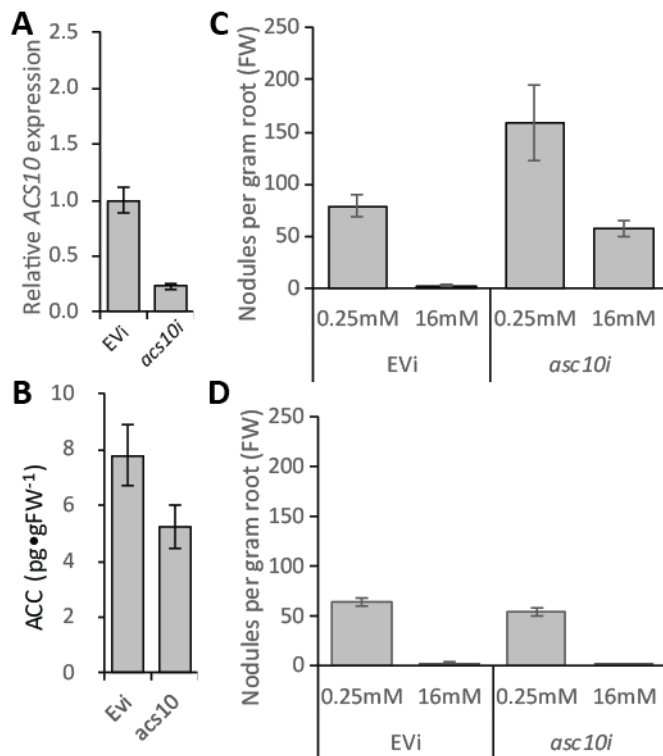 A
Relative ACS10 expression
2.5
2.0
1.5
1.0
0.5
0.0
EVi
acs10i
B
ACC (pg•gFW-1)
10
8
6
4
2
0
Evi
acs10
C
Nodules per gram root (FW)
250
200
150
100
50
0
0.25mM 16mM 0.25mM 16mM
EVi asc10i
D
Nodules per gram root (FW)
250
200
150
100
50
0
0.25mM 16mM 0.25mM 16mM
EVi asc10i